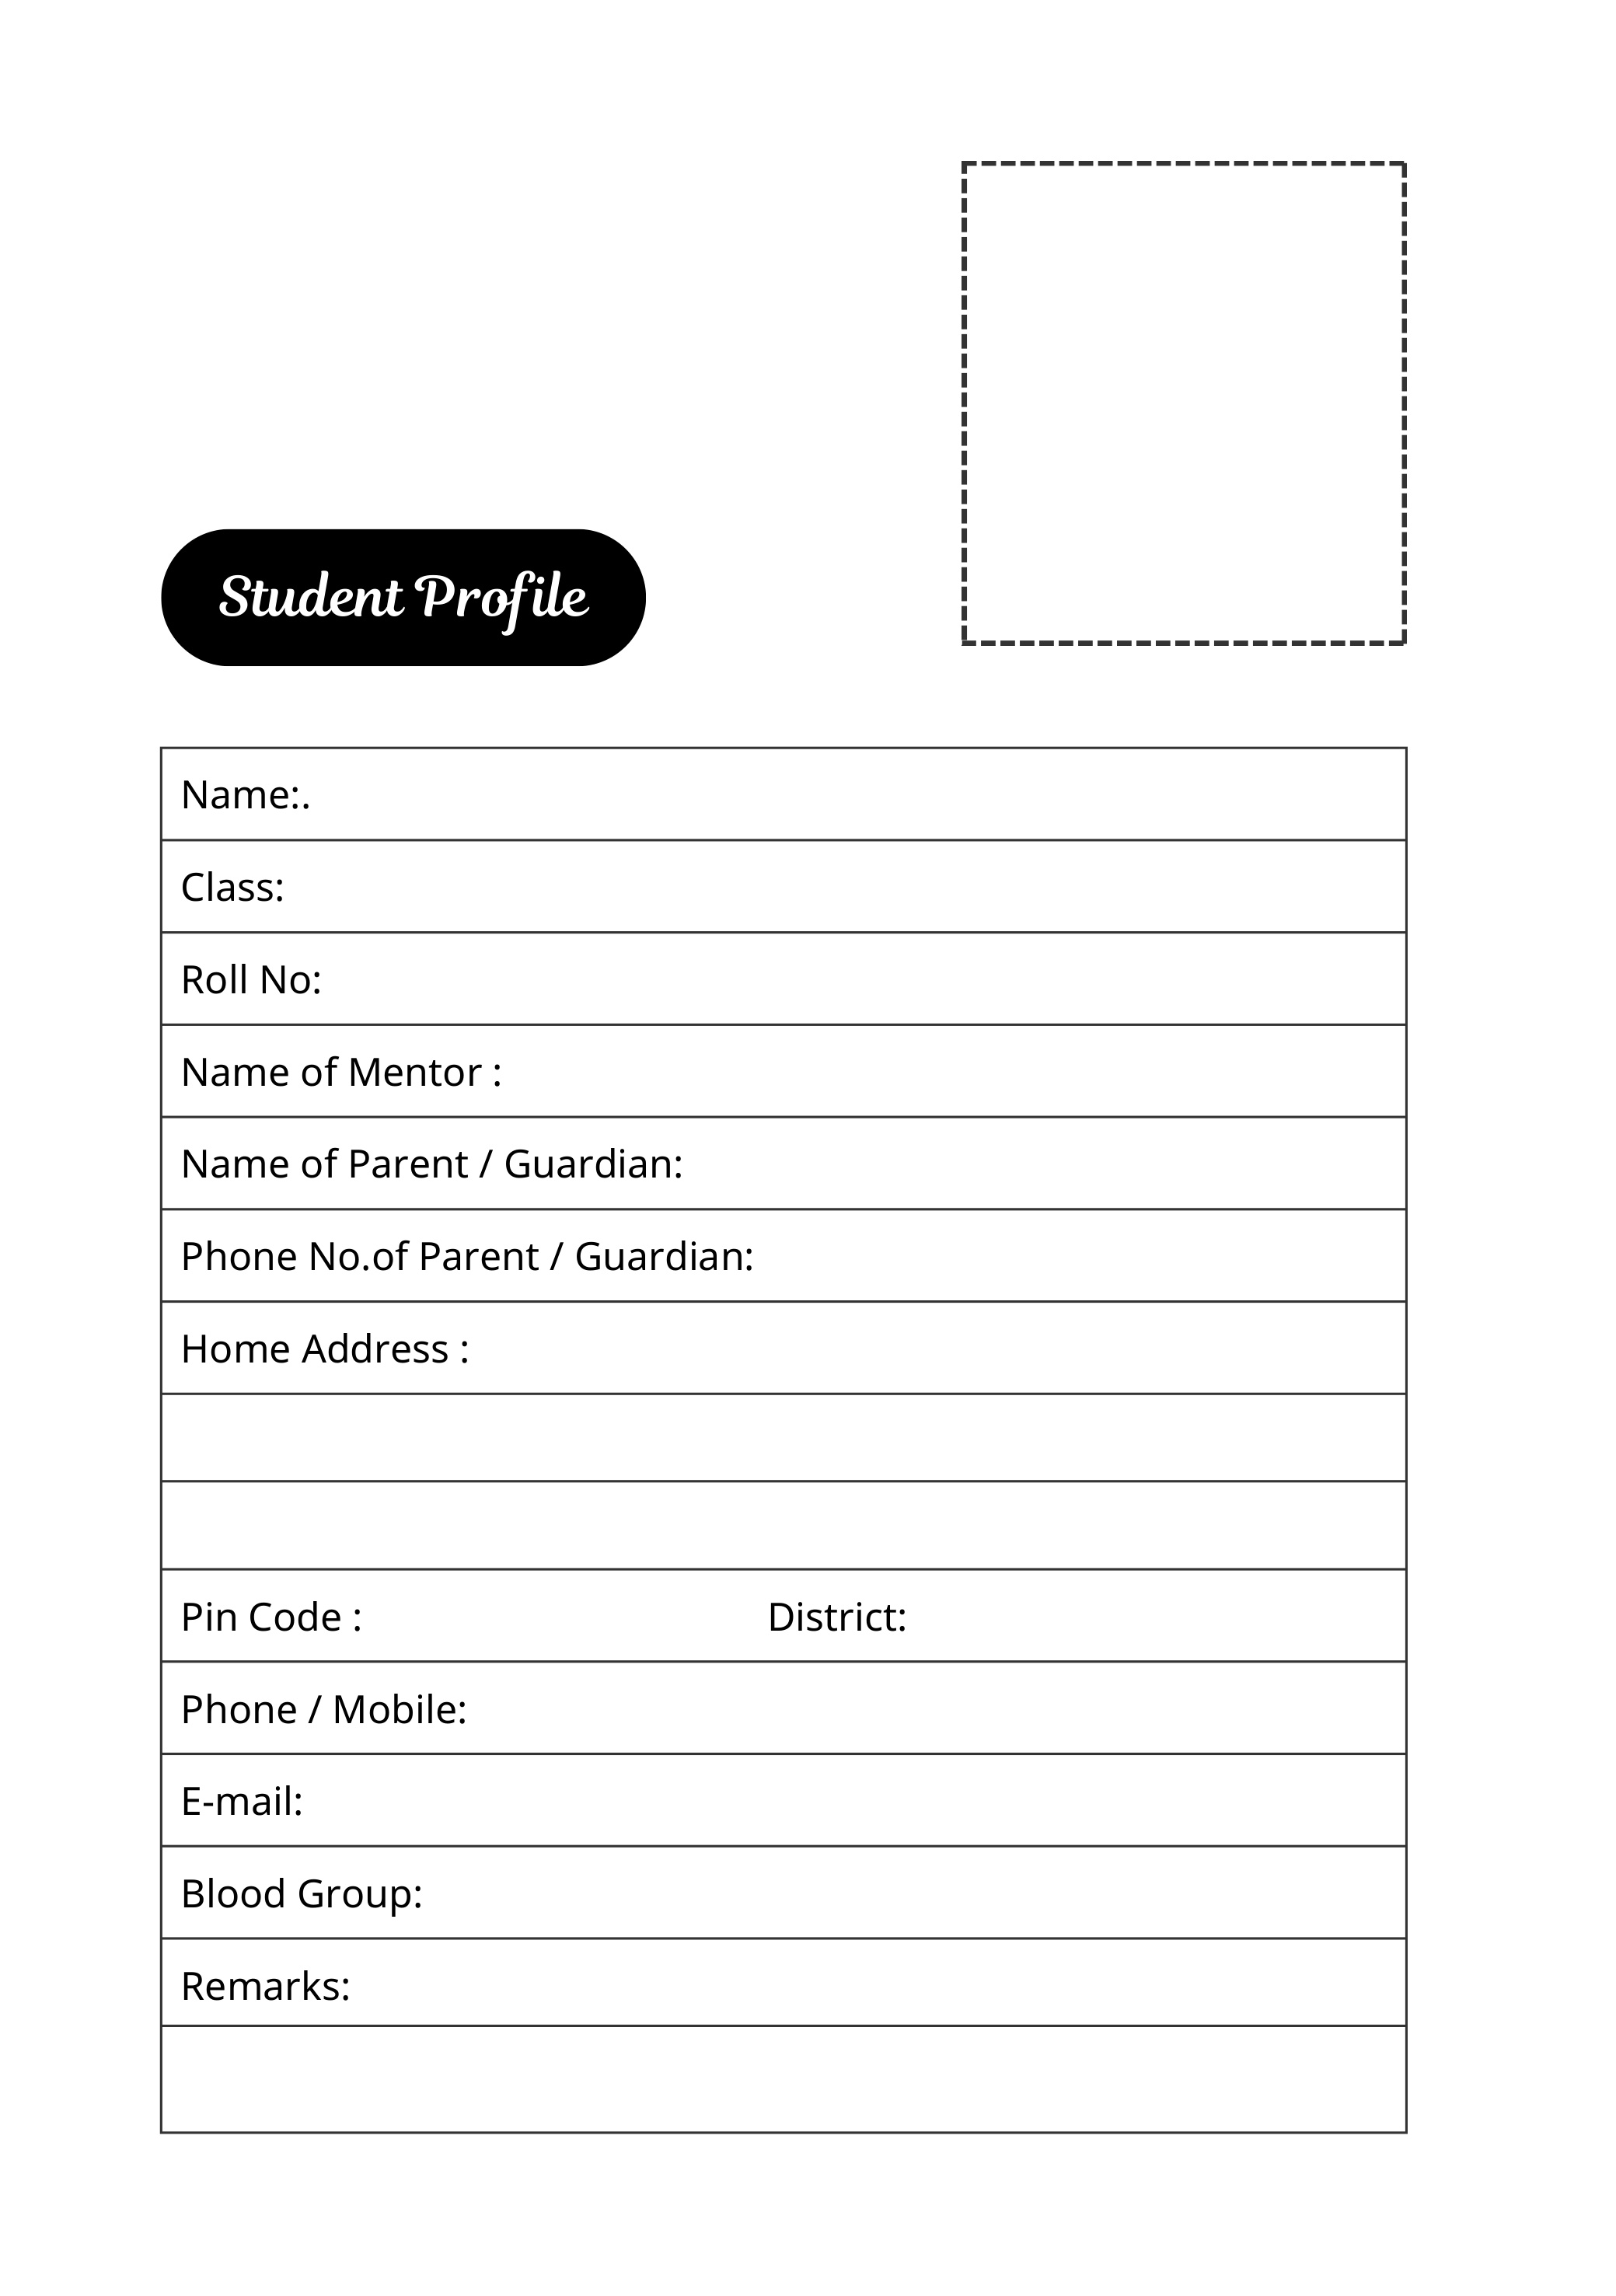 Student Profile
Name:.
Class:
Roll No:
Name of Mentor :
Name of Parent / Guardian:
Phone No.of Parent / Guardian:
Home Address :
Pin Code : District:
Phone / Mobile:
E-mail:
Blood Group:
Remarks: